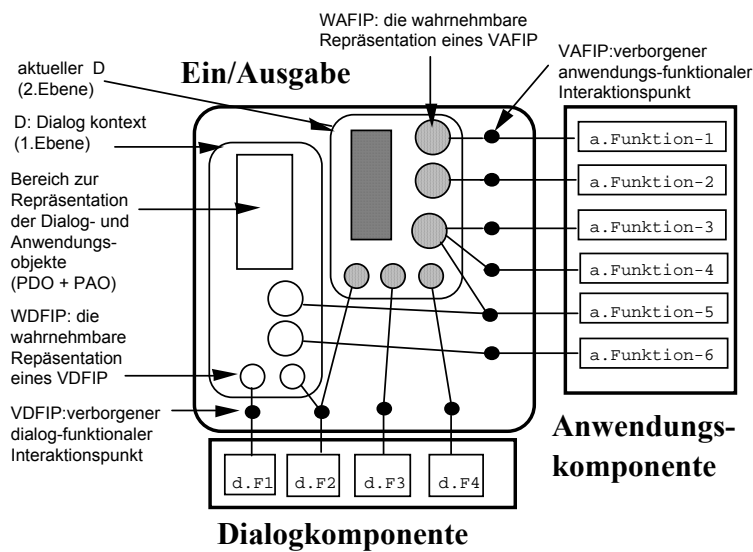 WAFIP: die wahrnehmbare
Repräsentation eines VAFIP
VAFIP:verborgener
anwendungs-funktionaler
Interaktionspunkt
aktueller D
(2.Ebene)
Ein/Ausgabe
D: Dialog kontext
(1.Ebene)
Bereich zur
Repräsentation
der Dialog- und
Anwendungs-
objekte
(PDO + PAO)
WDFIP: die
wahrnehmbare
Repäsentation
eines VDFIP
VDFIP:verborgener
dialog-funktionaler
Interaktionspunkt
a.Funktion-1
a.Funktion-2
a.Funktion-3
a.Funktion-4
a.Funktion-5
a.Funktion-6
Anwendungs-
komponente
d.F1
d.F2
d.F3
d.F4
Dialogkomponente